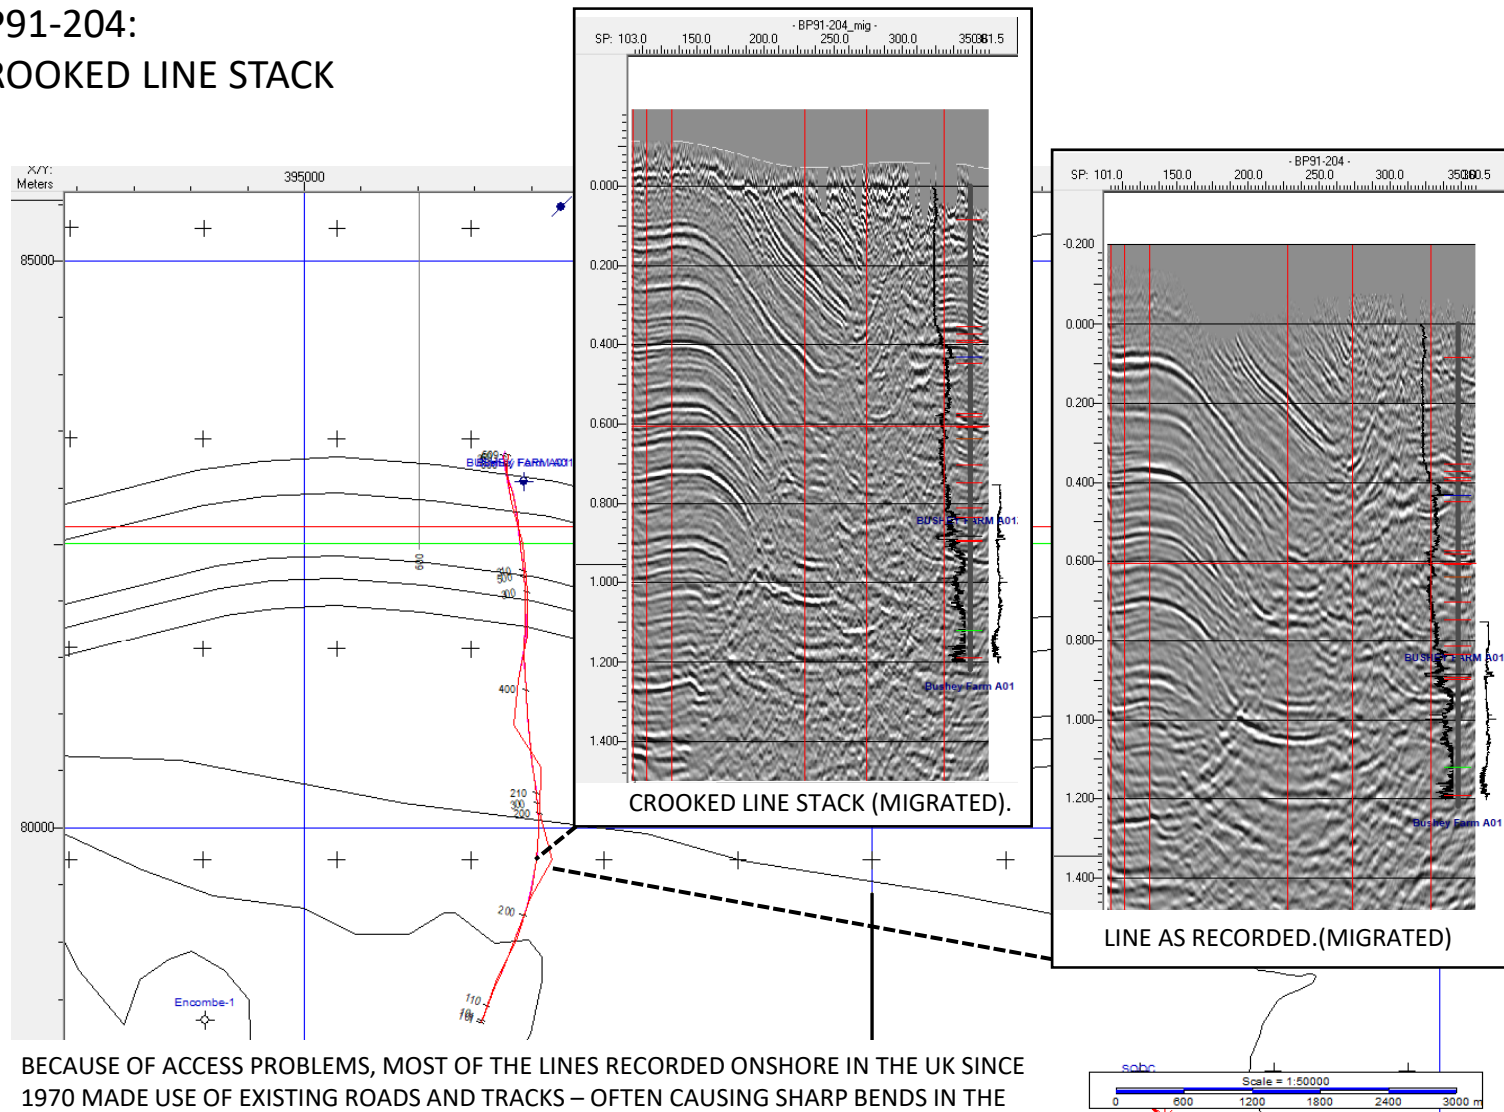 P91-204:
ROOKED LINE STACK
- BP91-204_mig -
SP: 103.0 150.0 200.0 250.0 300.0
0.000
0.200
0.400
0.600
0.800
1.000
1.200
1.400
BUSHEY FARM A01
Bushey Farm A01
CROOKED LINE STACK (MIGRATED).
- BP91-204 -
SP: 101.0 150.0 200.0 250.0 300.0
-0.200
0.000
0.200
0.400
0.600
0.800
1.000
1.200
1.400
BUSHEY FARM A01
Bushey Farm A01
LINE AS RECORDED.(MIGRATED)
X/Y:
Meters
395000
85000
600
400
210
200
80000
200
110
Encombe-1
BECAUSE OF ACCESS PROBLEMS, MOST OF THE LINES RECORDED ONSHORE IN THE UK SINCE
1970 MADE USE OF EXISTING ROADS AND TRACKS – OFTEN CAUSING SHARP BENDS IN THE
Scale = 1:50000
0 600 1200 1800 2400 3000 m